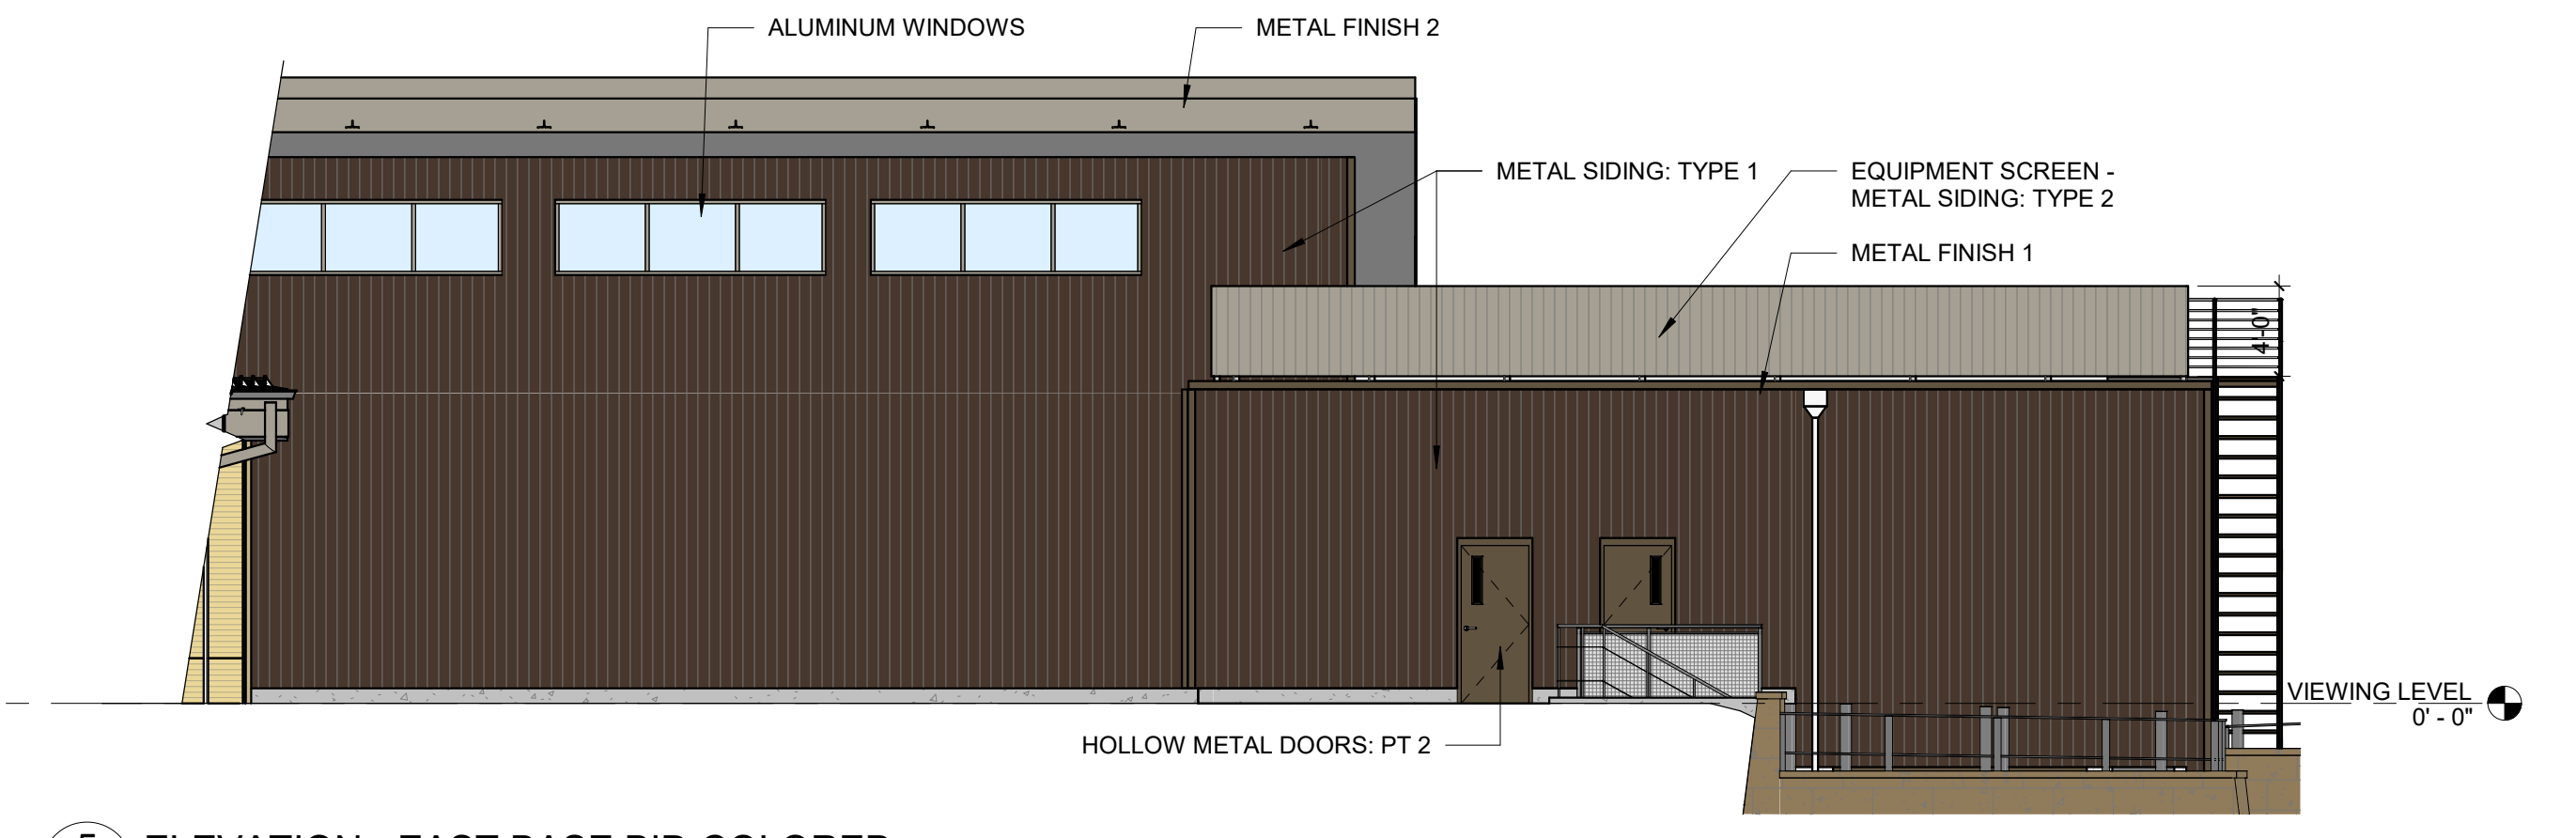 ALUMINUM WINDOWS
METAL FINISH 2
METAL SIDING: TYPE 1
EQUIPMENT SCREEN -
METAL SIDING: TYPE 2
METAL FINISH 1
4'-0"
VIEWING LEVEL
0' - 0"
HOLLOW METAL DOORS: PT 2